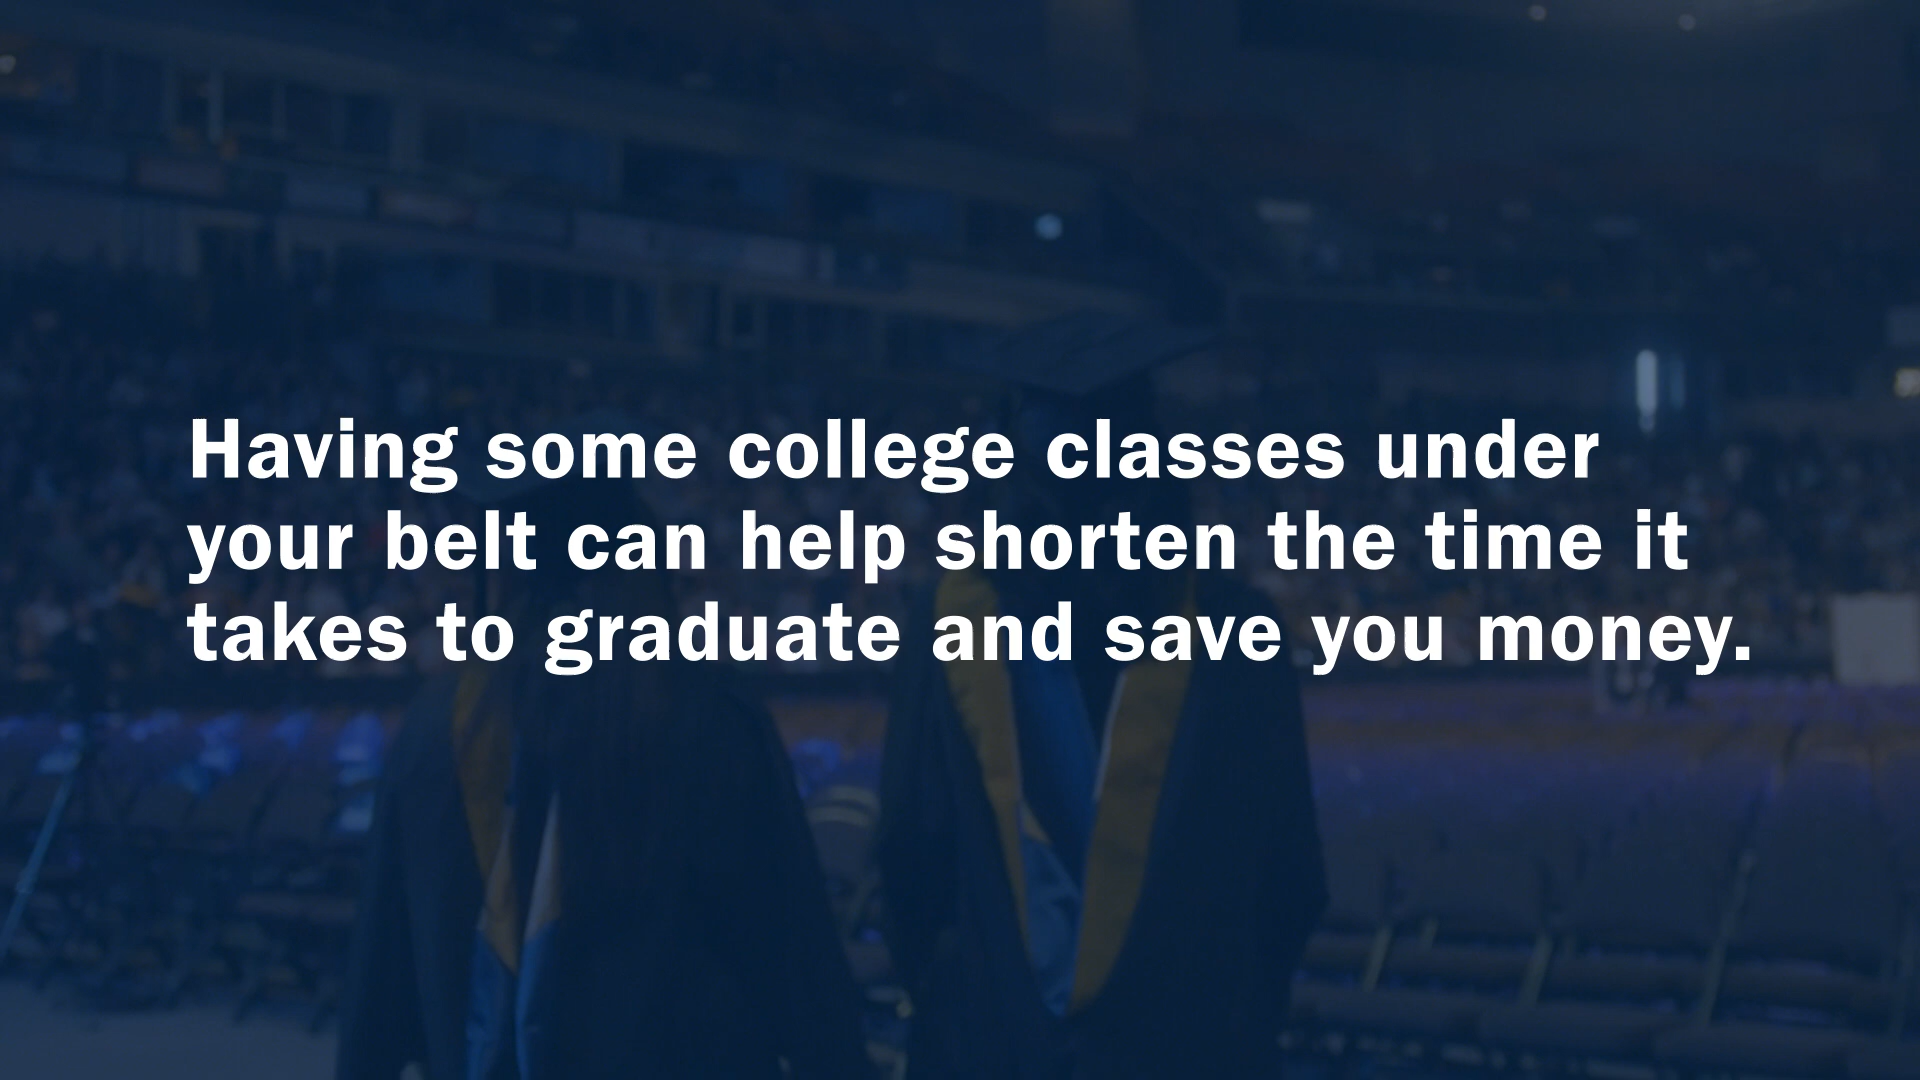 Having some college classes under
your belt can help shorten the time it
takes to graduate and save you money.